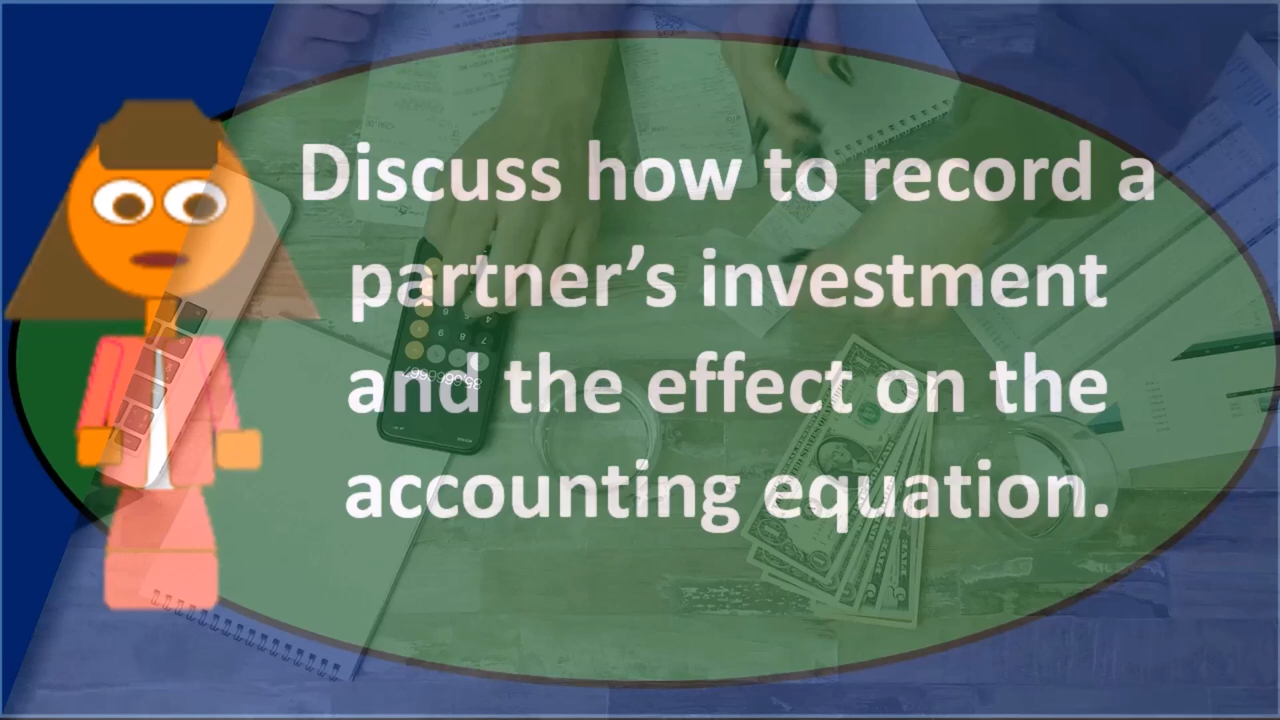 Discuss how to record a
partner’s investment
and the effect on the
accounting equation.